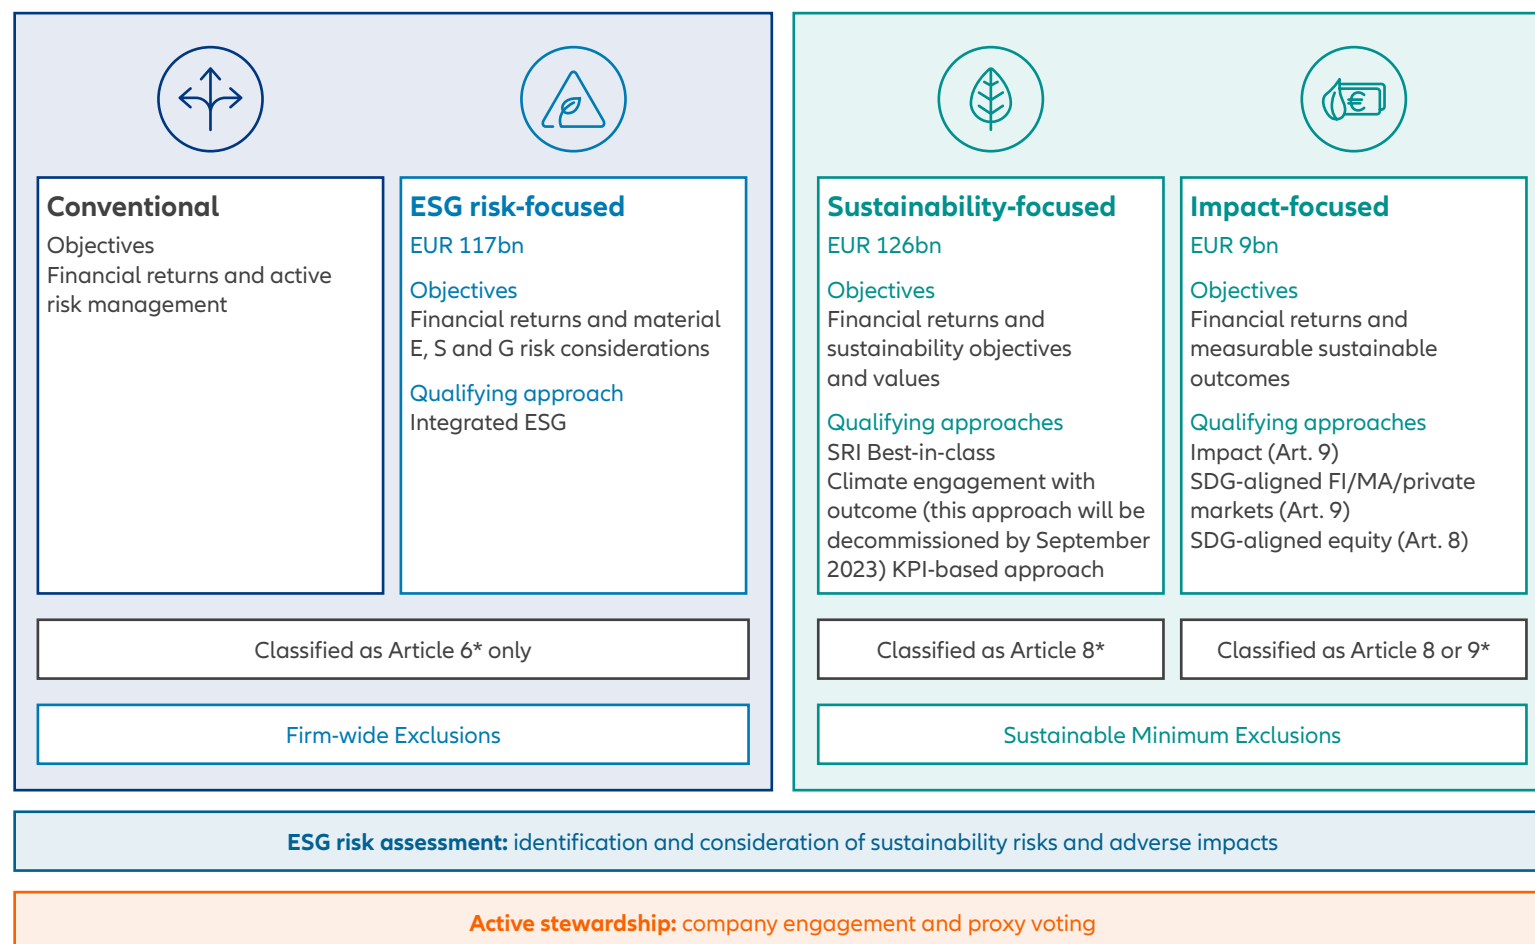 Conventional
Objectives
Financial returns and active
risk management
ESG risk-focused
EUR 117bn
Objectives
Financial returns and material
E, S and G risk considerations
Qualifying approach
Integrated ESG
Classified as Article 6* only
Firm-wide Exclusions
Sustainability-focused
EUR 126bn
Objectives
Financial returns and
sustainability objectives
and values
Qualifying approaches
SRI Best-in-class
Climate engagement with
outcome (this approach will be
decommissioned by September
2023) KPI-based approach
Classified as Article 8*
€
Impact-focused
EUR 9bn
Objectives
Financial returns and
measurable sustainable
outcomes
Qualifying approaches
Impact (Art. 9)
SDG-aligned FI/MA/private
markets (Art. 9)
SDG-aligned equity (Art. 8)
Classified as Article 8 or 9*
Sustainable Minimum Exclusions
ESG risk assessment: identification and consideration of sustainability risks and adverse impacts
Active stewardship: company engagement and proxy voting